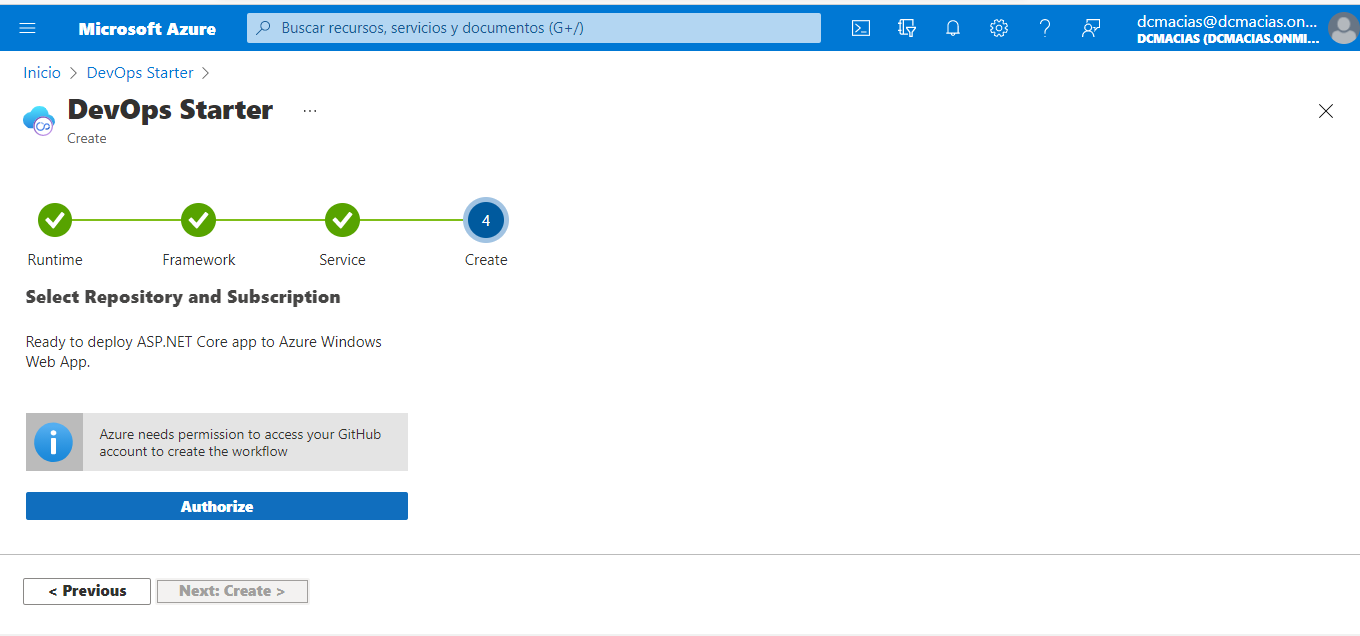 Microsoft Azure
Buscar recursos, servicios y documentos (G+/)
dcmacias@dcmacias.on...
DCMACIAS (DCMACIAS.ONMI...
Inicio > DevOps Starter >
DevOps Starter ...
Create
4
Runtime Framework Service Create
Select Repository and Subscription
Ready to deploy ASP.NET Core app to Azure Windows
Web App.
Azure needs permission to access your GitHub
account to create the workflow
Authorize
< Previous Next: Create >